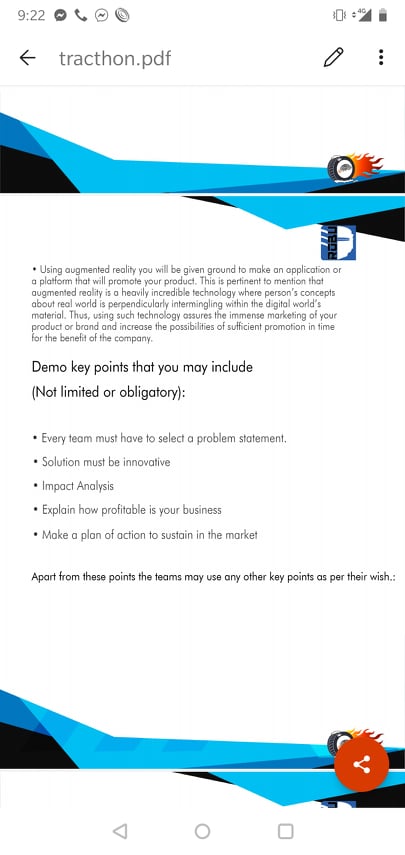 9:22
4G
tracthon.pdf
ROBU
• Using augmented reality you will be given ground to make an application or
a platform that will promote your product. This is pertinent to mention that
augmented reality is a heavily incredible technology where person's concepts
about real world is perpendicularly intermingling within the digital world's
material. Thus, using such technology assures the immense marketing of your
product or brand and increase the possibilities of sufficient promotion in time
for the benefit of the company.
Demo key points that you may include
(Not limited or obligatory):
• Every team must have to select a problem statement.
• Solution must be innovative
• Impact Analysis
• Explain how profitable is your business
• Make a plan of action to sustain in the market
Apart from these points the teams may use any other key points as per their wish.: